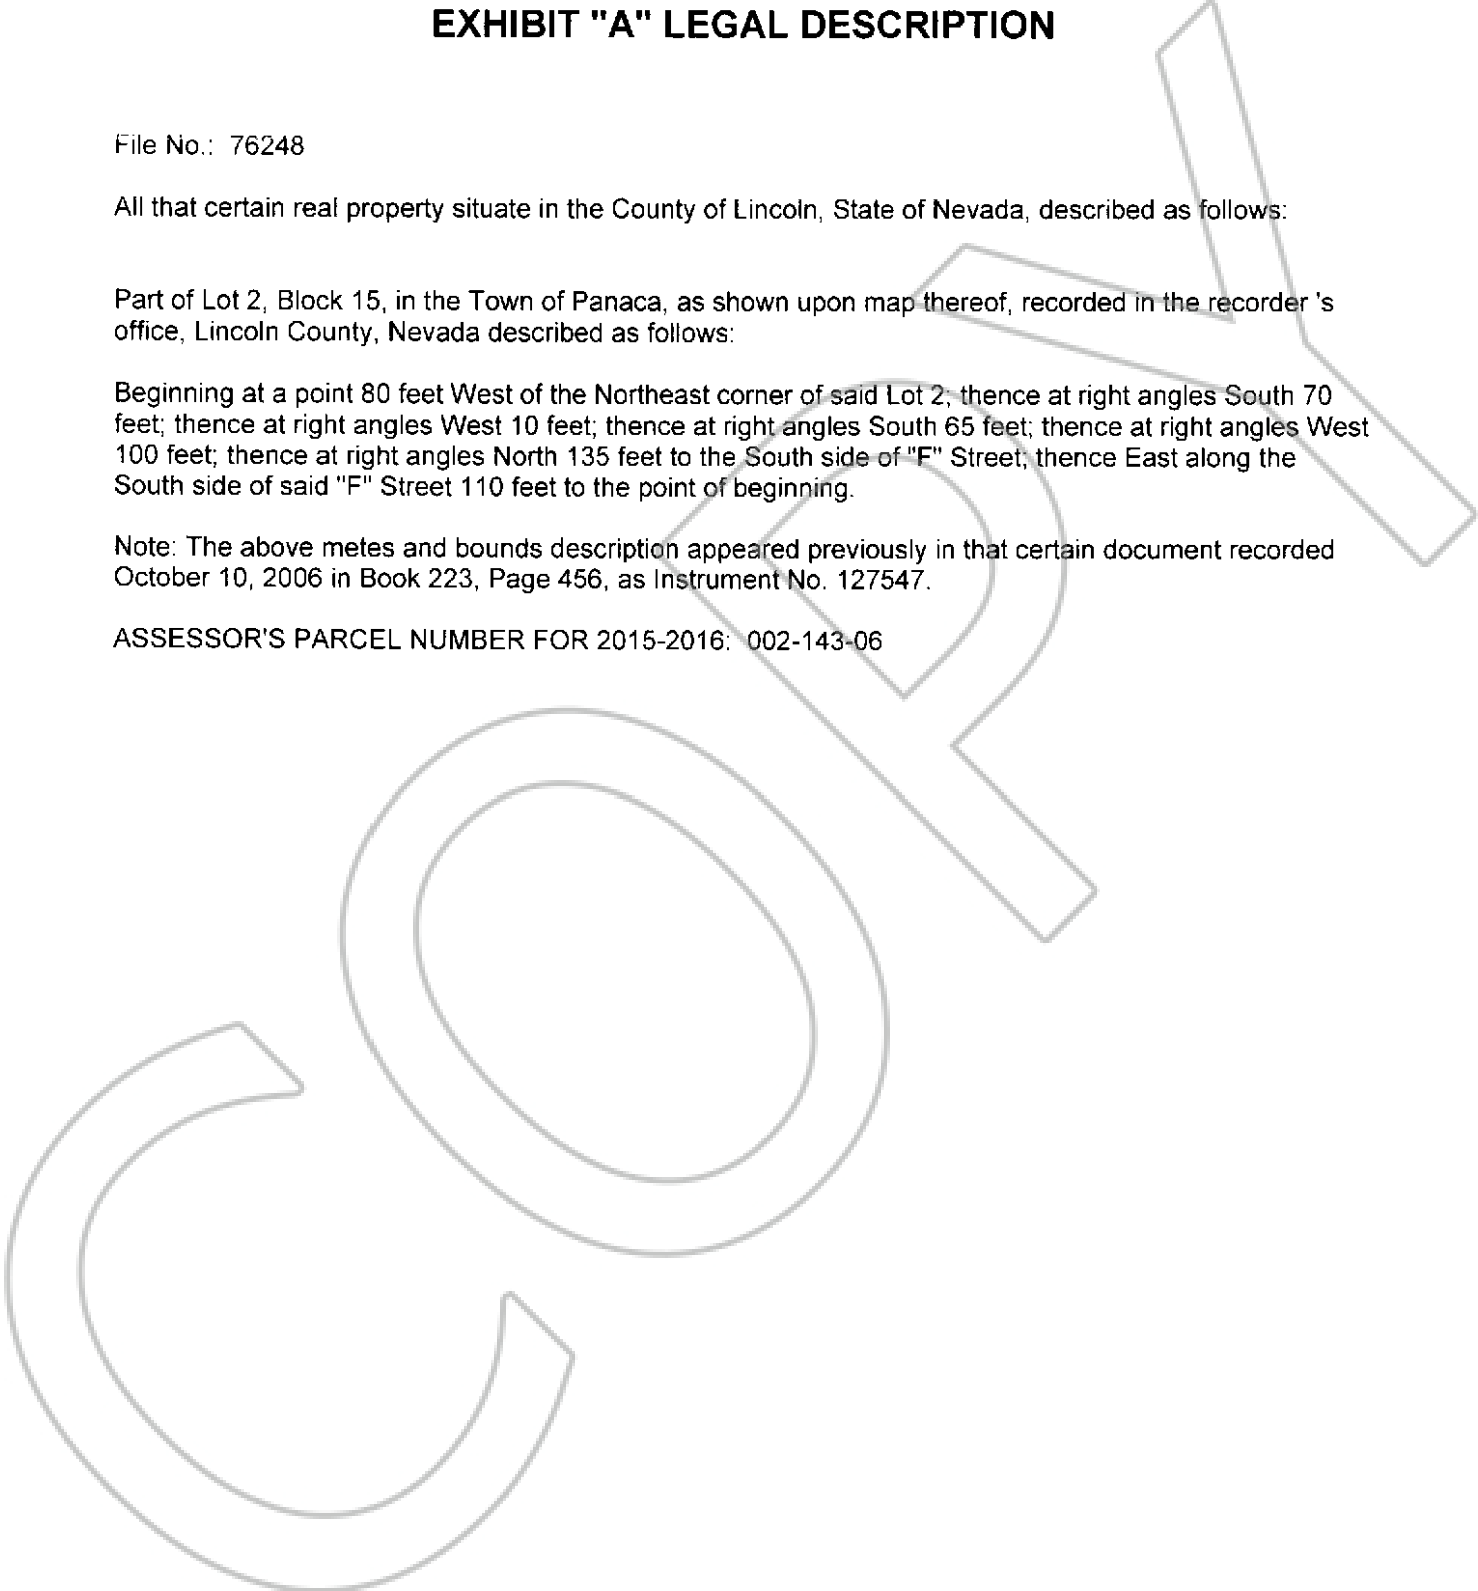 EXHIBIT "A" LEGAL DESCRIPTION
File No.: 76248
All that certain real property situate in the County of Lincoln, State of Nevada, described as follows:
Part of Lot 2, Block 15, in the Town of Panaca, as shown upon map thereof, recorded in the recorder 's
office, Lincoln County, Nevada described as follows:
Beginning at a point 80 feet West of the Northeast corner of said Lot 2; thence at right angles South 70
feet; thence at right angles West 10 feet; thence at right angles South 65 feet; thence at right angles West
100 feet; thence at right angles North 135 feet to the South side of "F" Street; thence East along the
South side of said "F" Street 110 feet to the point of beginning.
Note: The above metes and bounds description appeared previously in that certain document recorded
October 10, 2006 in Book 223, Page 456, as Instrument No. 127547.
ASSESSOR'S PARCEL NUMBER FOR 2015-2016: 002-143-06
COPY